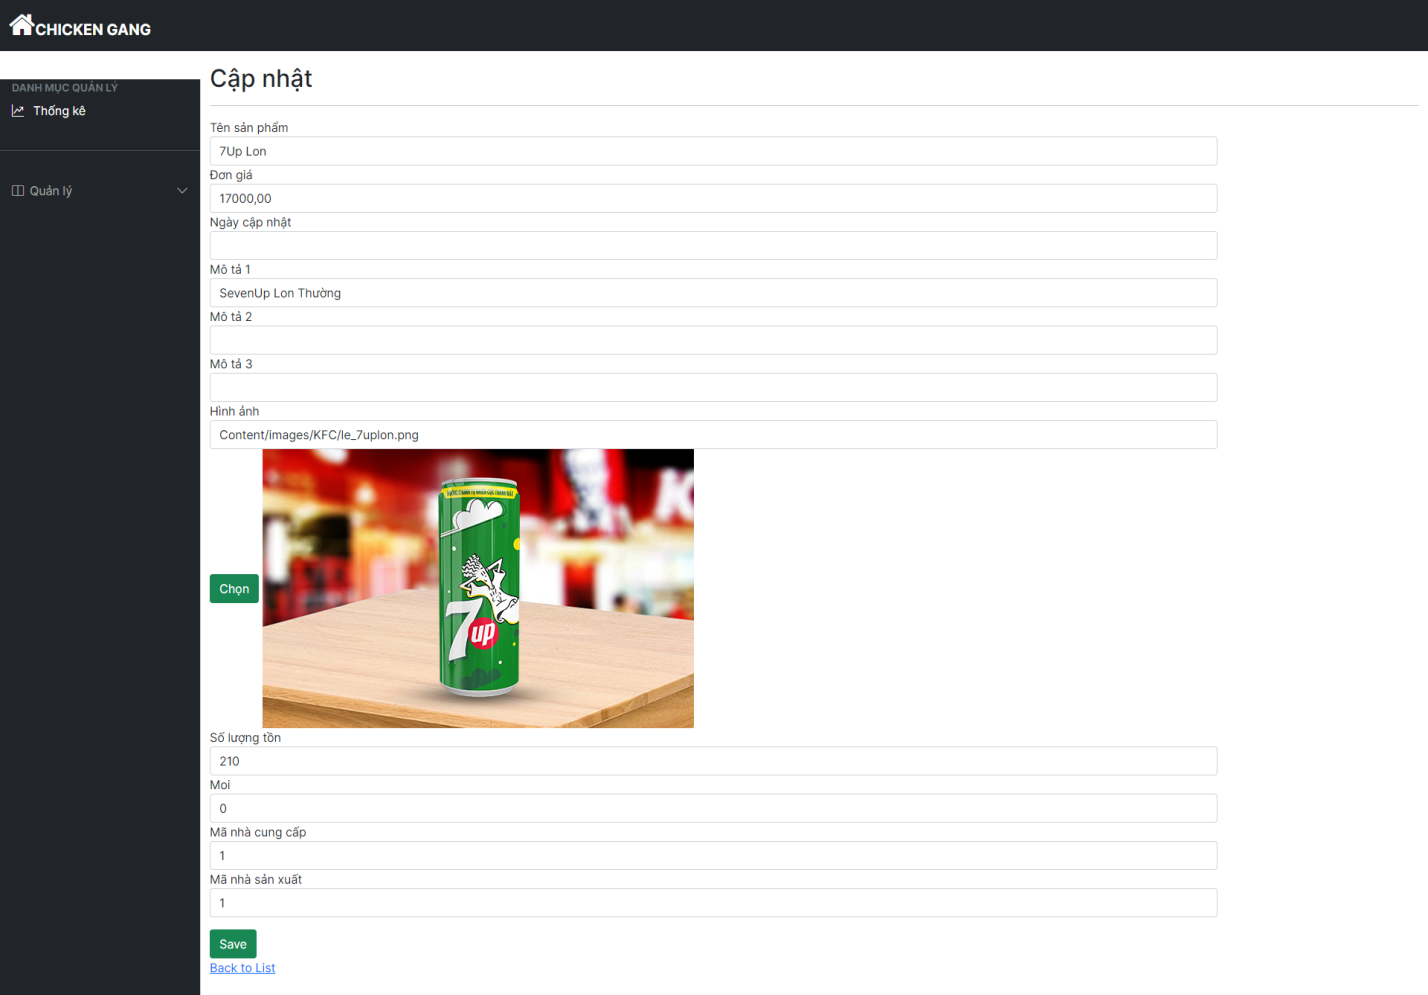 CHICKEN GANG
Cập nhật
DANH MỤC QUẢN LÝ
Thống kê
Quản lý
Tên sản phẩm
7Up Lon
Đơn giá
17000,00
Ngày cập nhật
Mô tả 1
SevenUp Lon Thường
Mô tả 2
Mô tả 3
Hình ảnh
Content/images/KFC/le_7uplon.png
Chọn
7up
Số lượng tồn
210
Moi
0
Mã nhà cung cấp
1
Mã nhà sản xuất
1
Save
Back to List